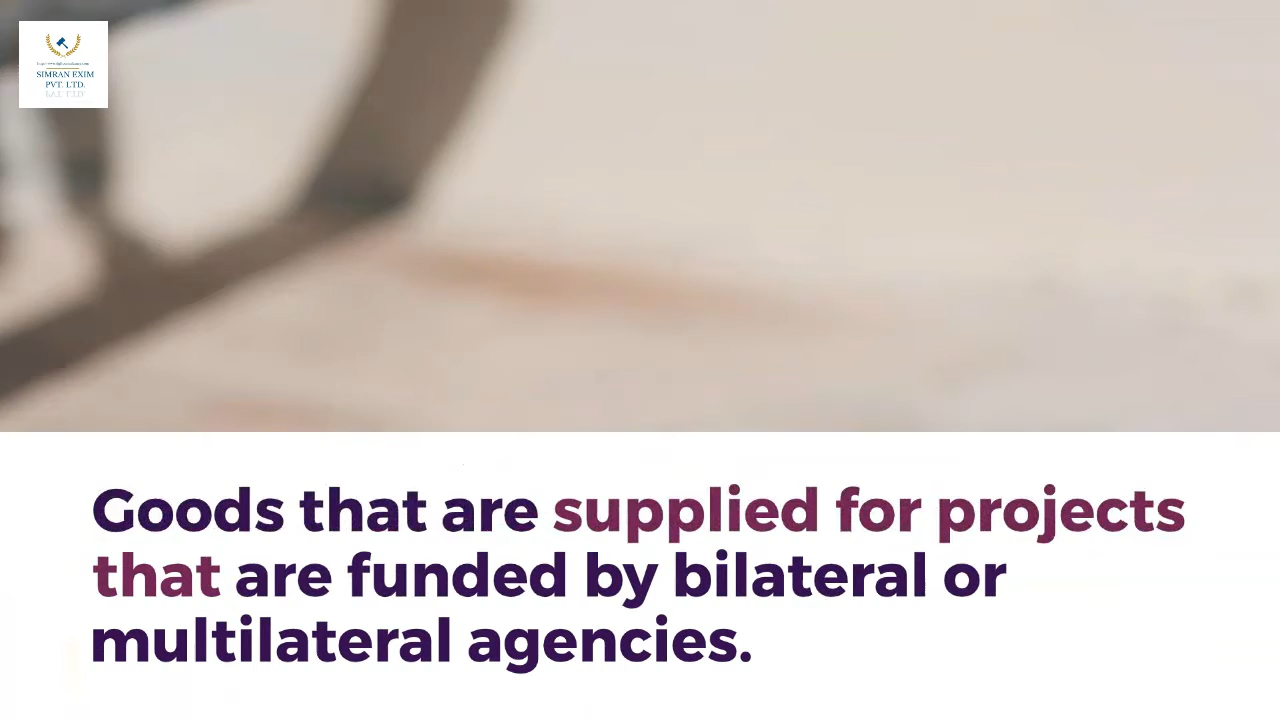 SIMRAN EXIM
PVT. LTD.
Goods that are supplied for projects
that are funded by bilateral or
multilateral agencies.